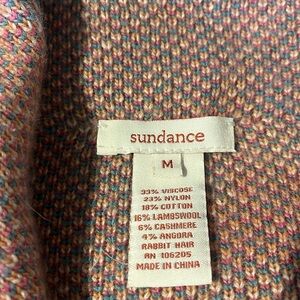 sundance
M
33% VISCOSE
23% NYLON
18% COTTON
16% LAMBSWOOL
6% CASHMERE
4% ANGORA
RABBIT HAIR
RN 106205
MADE IN CHINA